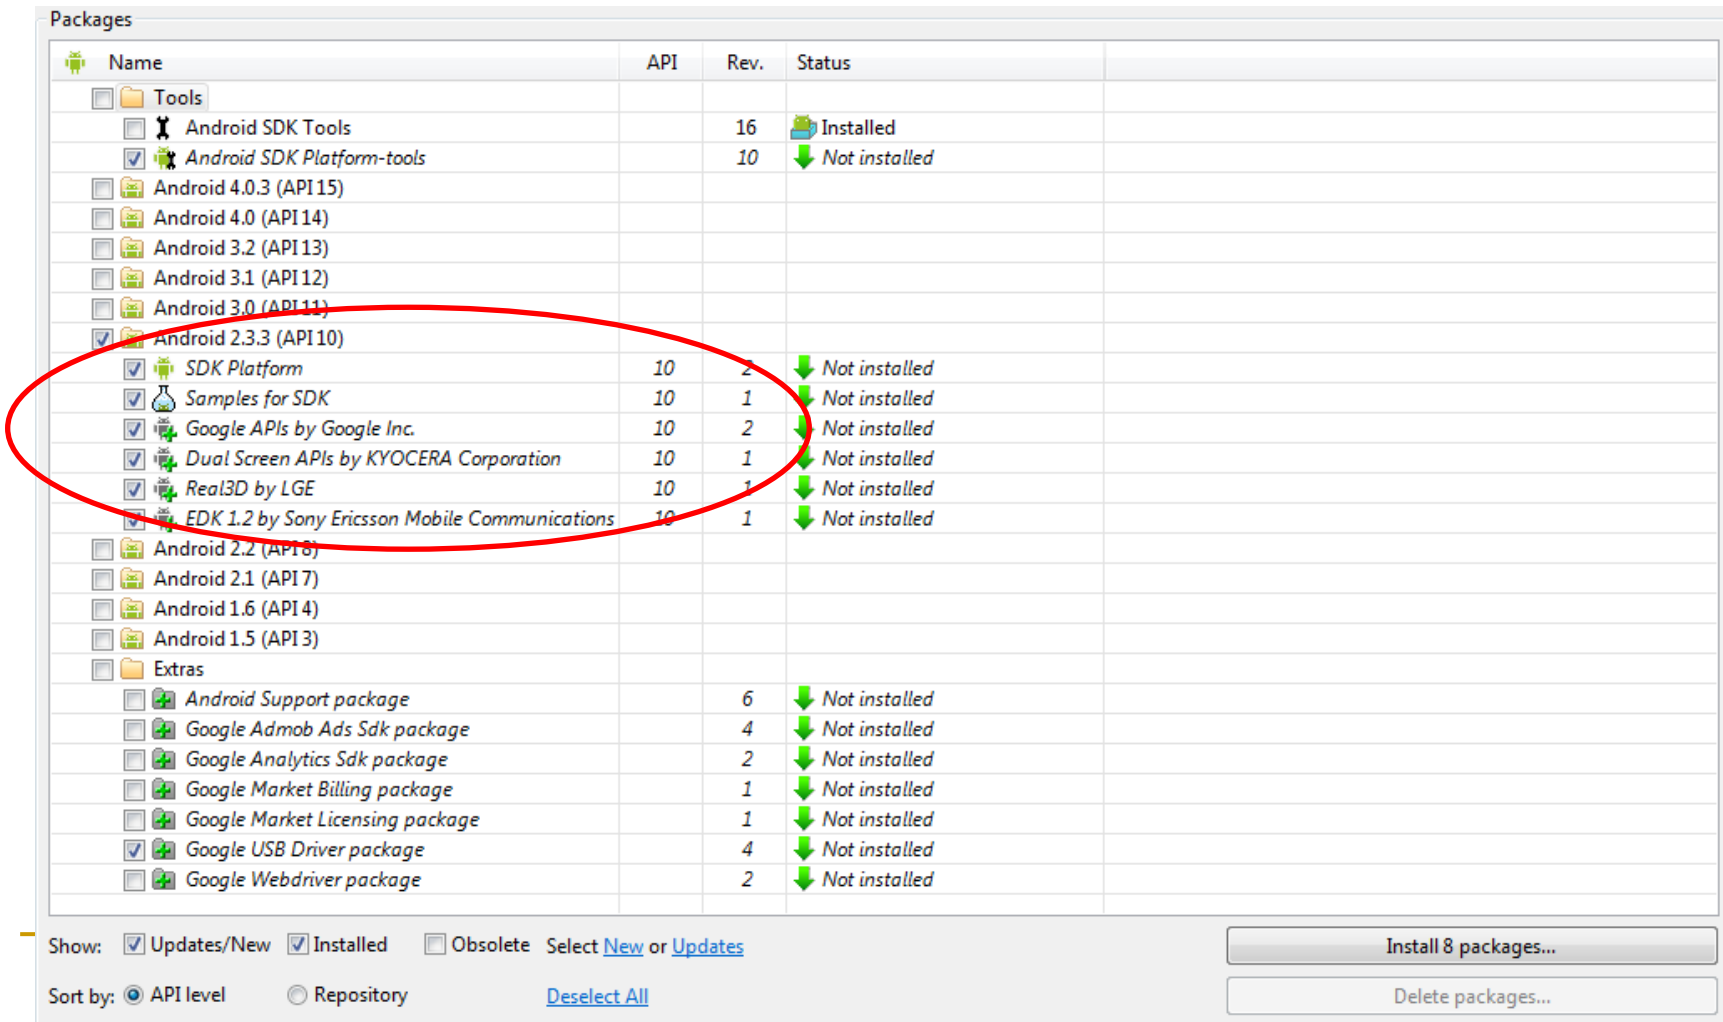 Packages
Name API Rev. Status
Tools
Android SDK Tools 16 Installed
Android SDK Platform-tools 10 Not installed
Android 4.0.3 (API 15)
Android 4.0 (API 14)
Android 3.2 (API 13)
Android 3.1 (API 12)
Android 3.0 (API 11)
Android 2.3.3 (API 10)
SDK Platform 10 2 Not installed
Samples for SDK 10 1 Not installed
Google APIs by Google Inc. 10 2 Not installed
Dual Screen APIs by KYOCERA Corporation 10 1 Not installed
Real3D by LGE 10 1 Not installed
EDK 1.2 by Sony Ericsson Mobile Communications 10 1 Not installed
Android 2.2 (API 8)
Android 2.1 (API 7)
Android 1.6 (API 4)
Android 1.5 (API 3)
Extras
Android Support package 6 Not installed
Google Admob Ads Sdk package 4 Not installed
Google Analytics Sdk package 2 Not installed
Google Market Billing package 1 Not installed
Google Market Licensing package 1 Not installed
Google USB Driver package 4 Not installed
Google Webdriver package 2 Not installed
Show: Updates/New Installed Obsolete Select New or Updates Install 8 packages...
Sort by: API level Repository Deselect All Delete packages...